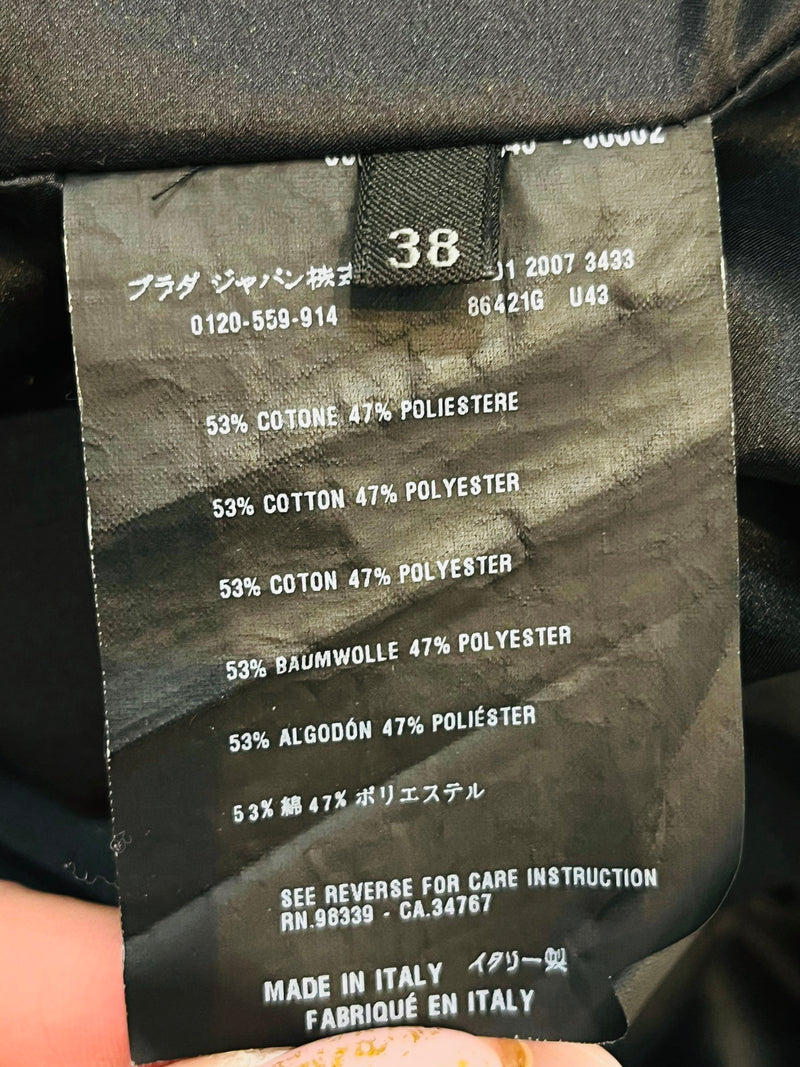 38
プラダ ジャパン株式
2007 3433
0120-559-914
86421G U43
53% COTONE 47% POLIESTERE
53% COTTON 47% POLYESTER
53% COTON 47% POLYESTER
53% BAUMWOLLE 47% POLYESTER
53% ALGODÓN 47% POLIÉSTER
53% 綿 47% ポリエステル
SEE REVERSE FOR CARE INSTRUCTION
RN.98339 - CA.34767
MADE IN ITALY イタリー製
FABRIQUÉ EN ITALY